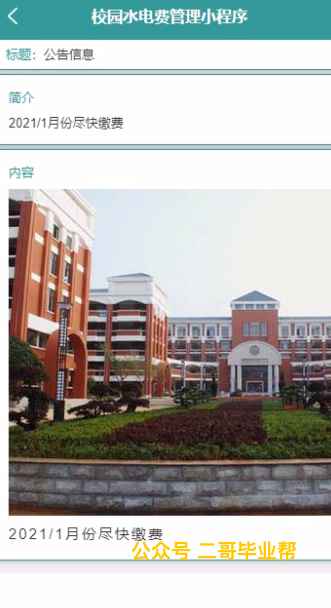 校园水电费管理小程序
标题：公告信息
简介
2021/1月份尽快缴费
内容
2021/1月份尽快缴费
公众号 二哥毕业帮